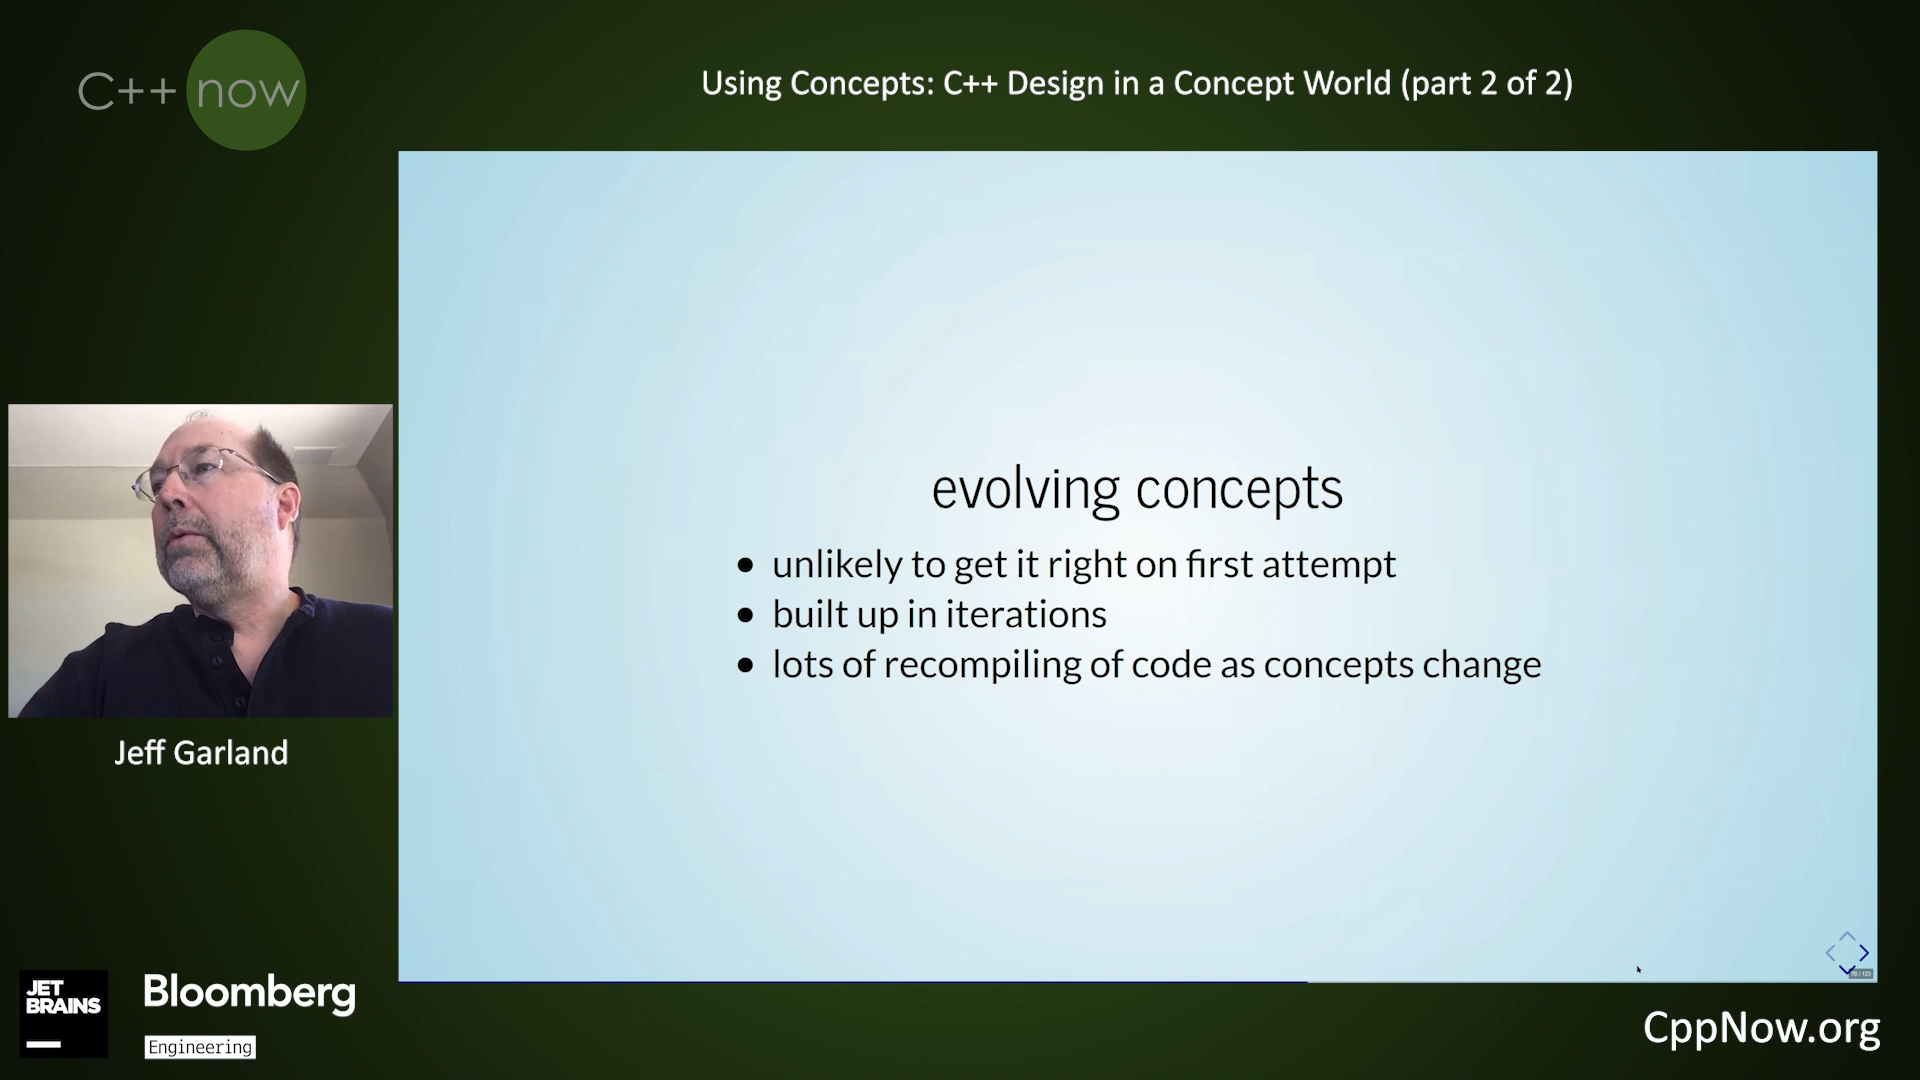 C++ now
Using Concepts: C++ Design in a Concept World (part 2 of 2)
evolving concepts
• unlikely to get it right on first attempt
• built up in iterations
• lots of recompiling of code as concepts change
Jeff Garland
JET
BRAINS
Bloomberg
Engineering
CppNow.org